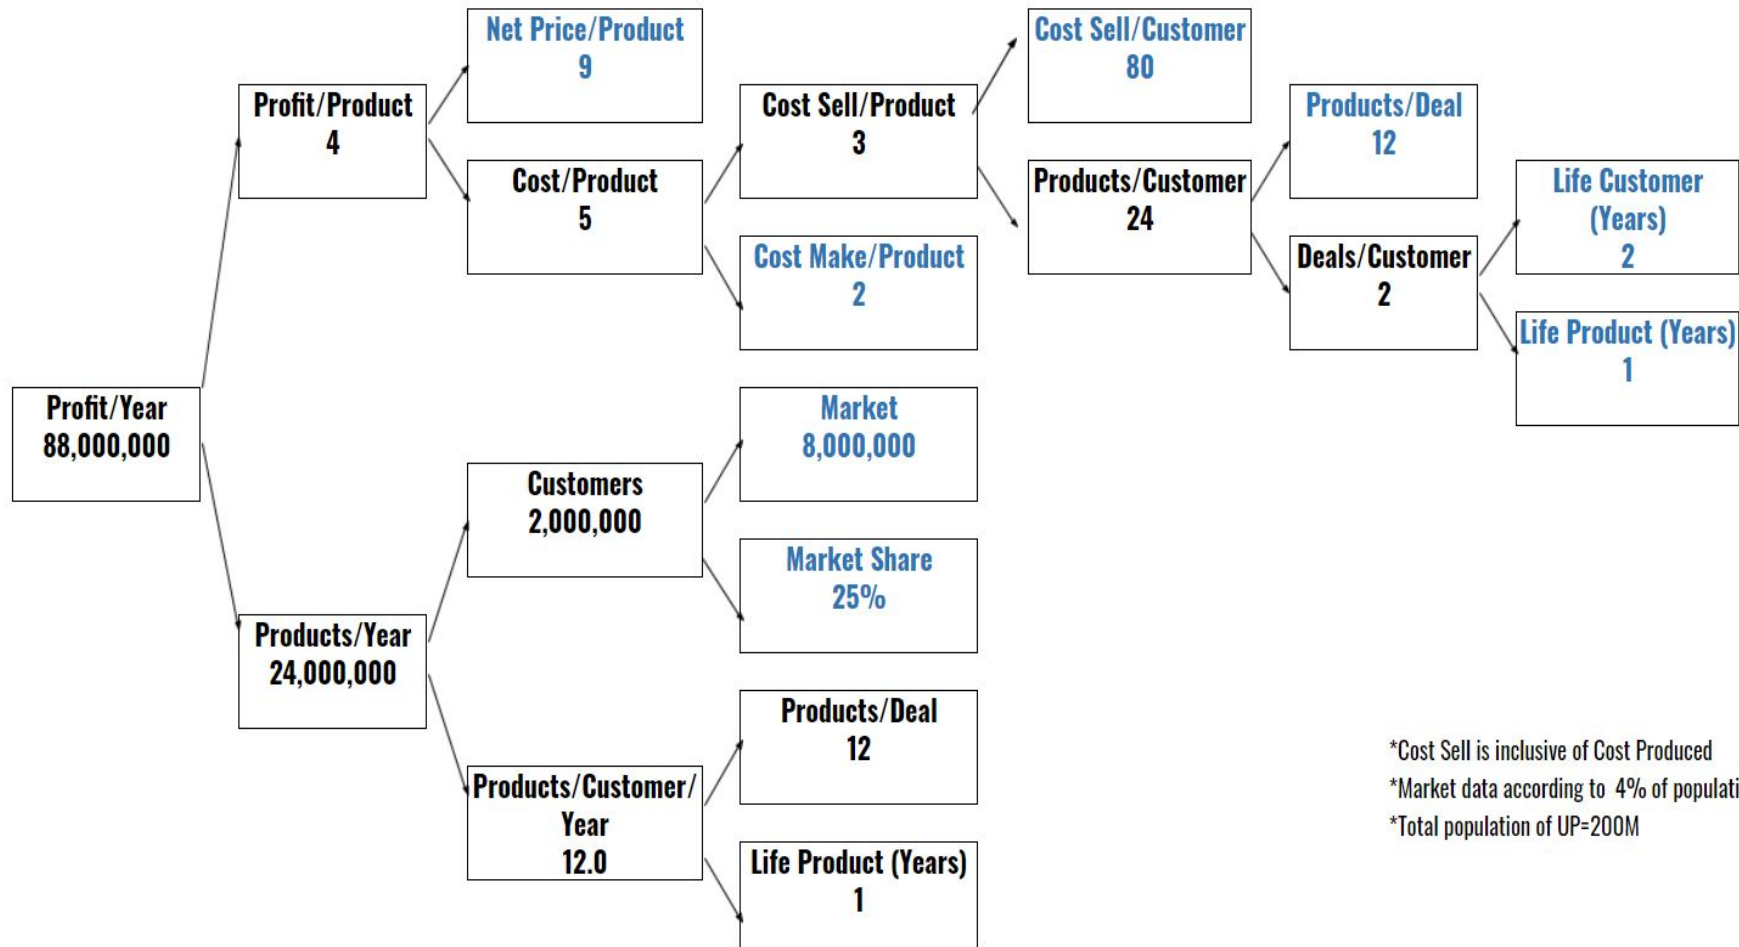 Net Price/Product
9
Cost Sell/Customer
80
Profit/Product
4
Cost Sell/Product
3
Products/Deal
12
Cost/Product
5
Products/Customer
24
Life Customer
(Years)
2
Cost Make/Product
2
Deals/Customer
2
Life Product (Years)
1
Profit/Year
88,000,000
Market
8,000,000
Customers
2,000,000
Market Share
25%
Products/Year
24,000,000
Products/Deal
12
Products/Customer/
Year
12.0
Life Product (Years)
1
*Cost Sell is inclusive of Cost Produced
*Market data according to 4% of populati
*Total population of UP=200M